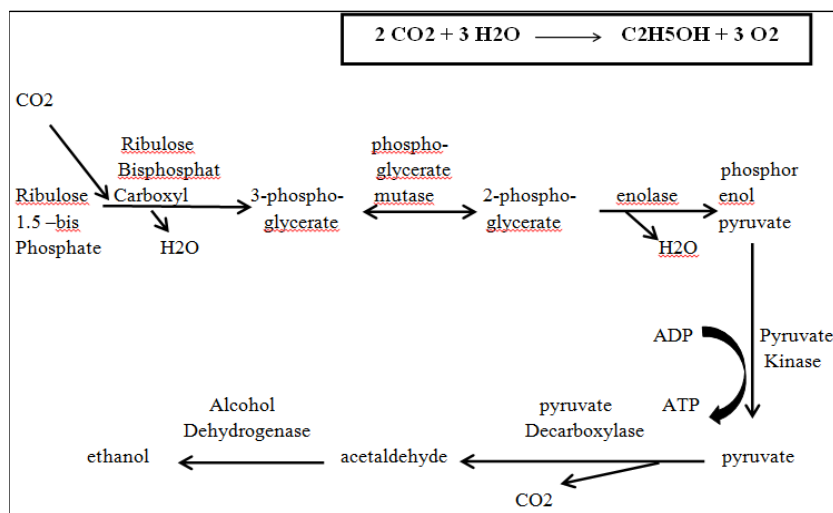 2 CO2 + 3 H2O → C2H5OH + 3 O2
CO2
Ribulose
Bisphosphat
Carboxyl
Ribulose
1.5 –bis
Phosphate
H2O
3-phospho-
glycerate
phospho-
glycerate
mutase
2-phospho-
glycerate
enolase
H2O
phosphor
enol
pyruvate
ADP
ATP
Pyruvate
Kinase
pyruvate
pyruvate
Decarboxylase
CO2
acetaldehyde
Alcohol
Dehydrogenase
ethanol